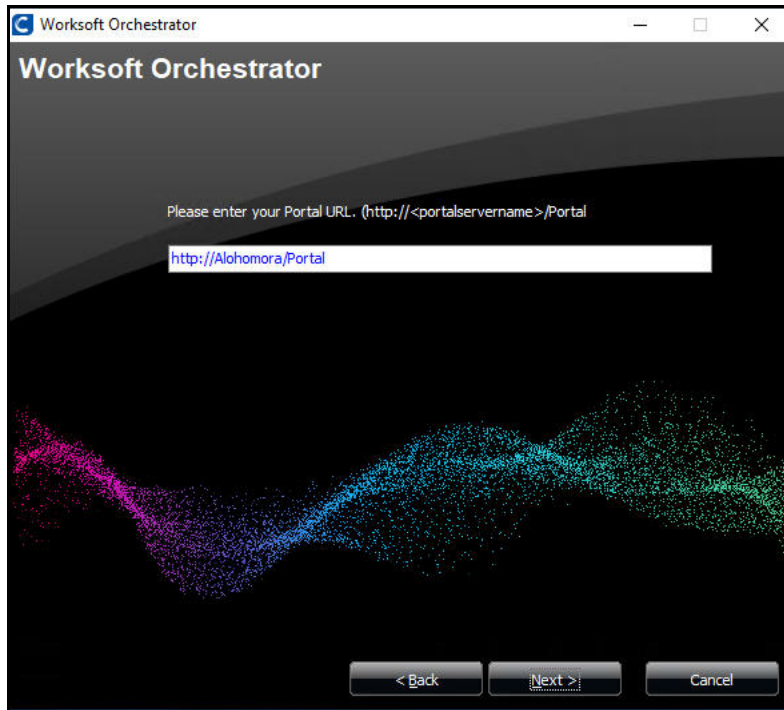 Worksoft Orchestrator
Worksoft Orchestrator
Please enter your Portal URL. (http://<portalservername>/Portal
http://Alohomora/Portal
< Back
Next >
Cancel